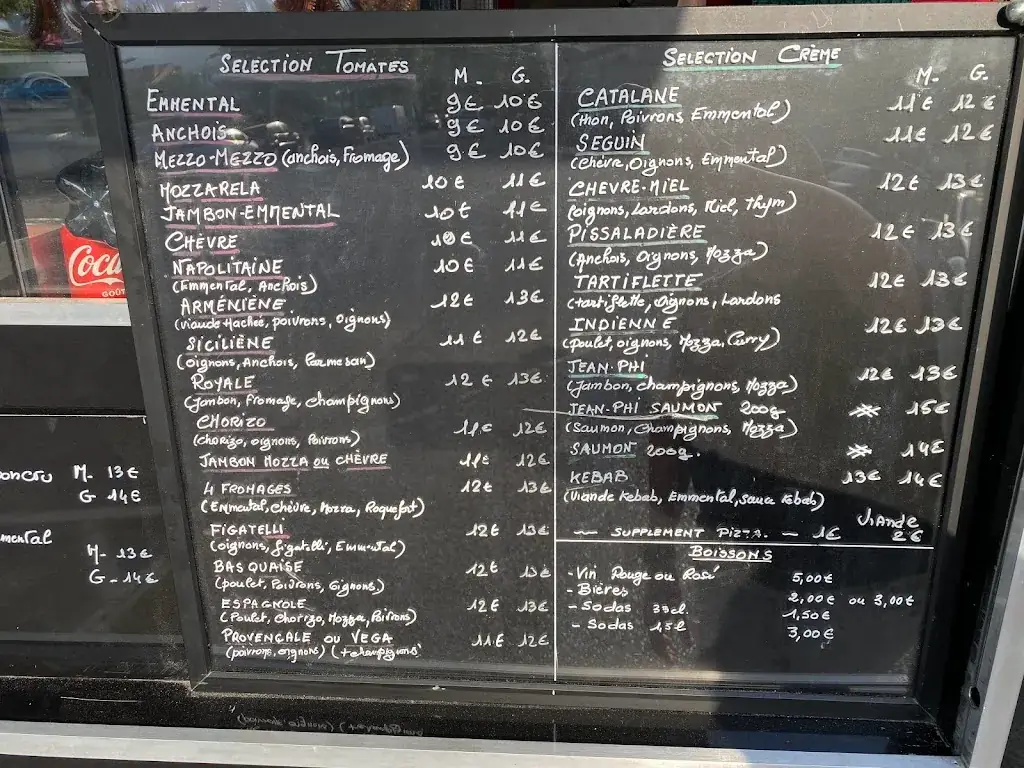 SELECTION TOMATES
M. G.
EMMENTAL 9€ 10€
ANCHOIS 9€ 10€
MEZZO-MEZZO (anchois, Fromage) 9€ 10€
MOZZA-RELA 10€ 11€
JAMBON-EMMENTAL 10€ 11€
CHÈVRE 10€ 11€
NAPOLITAINE 10€ 11€
(Emmental, Anchois)
ARMÉNIÈNE 12€ 13€
(Viande Hachée, poivrons, oignons)
SICILIÈNE 11€ 12€
(oignons, Anchois, Parmesan)
ROYALE 12€ 13€
(Jambon, Fromage, champignons)
CHORIZO 11€ 12€
(chorizo, oignons, Poivrons)
JAMBON MOZZA OU CHÈVRE 11€ 12€
4 FROMAGES 12€ 13€
(Emmental, chèvre, Mozza, Roquefort)
FIGATELLI 12€ 13€
(oignons, figatelli, Emmental)
BASQUAISE 12€ 13€
(poulet, Poivrons, Oignons)
ESPAGNOLE 12€ 13€
(Poulet, Chorizo, Mozza, Poivrons)
PROVENÇALE OU VEGA 11€ 12€
(poivrons, oignons) (+champignons)
SELECTION CRÈME
M. G.
CATALANE 11€ 12€
(thon, Poivrons Emmental)
SEGUIN 11€ 12€
(Chèvre, Oignons, Emmental)
CHEVRE-MIEL 12€ 13€
(oignons, Lardons, Miel, Thym)
PISSALADIÈRE 12€ 13€
(Anchois, Oignons, Mozza)
TARTIFLETTE 12€ 13€
(tartiflette, Oignons, Lardons
INDIENNE 12€ 13€
(poulet, oignons, Mozza, Curry)
JEAN-PHI 12€ 13€
(Jambon, champignons, Mozza)
JEAN-PHI SAUMON 200g 15€
(Saumon, Champignons, Mozza)
SAUMON 200g. 14€
KEBAB 13€ 14€
(Viande Kebab, Emmental, Sauce Kebab)
Viande
— SUPPLEMENT PIZZA. — 1€ 2€
BOISSONS
- Vin Rouge ou Rosé 5,00€
- Bières 2,00€ ou 3,00€
- Sodas 33cl. 1,50€
- Sodas 1,5l 3,00€
Coca
GOÛT
M. 13€
G 14€
M. 13€
G. 14€